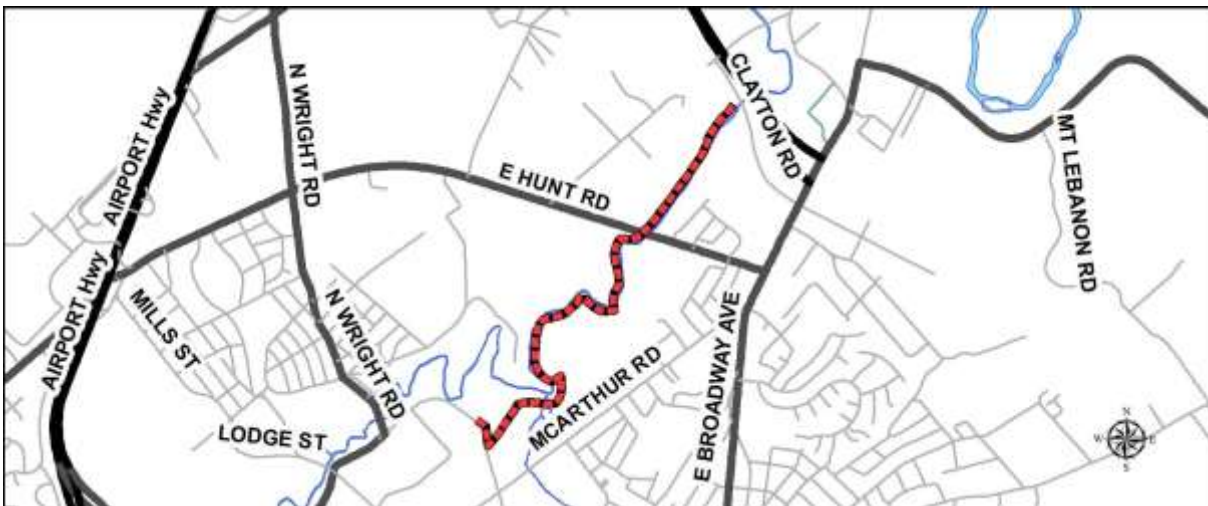 N WRIGHT RD
AIRPORT Hwy
CLAYTON RD
MT LEBANON RD
E HUNT RD
AIRPORT Hwy
MILLS ST
N WRIGHT RD
E BROADWAY AVE
MCARTHUR RD
LODGE ST
N
W E
S